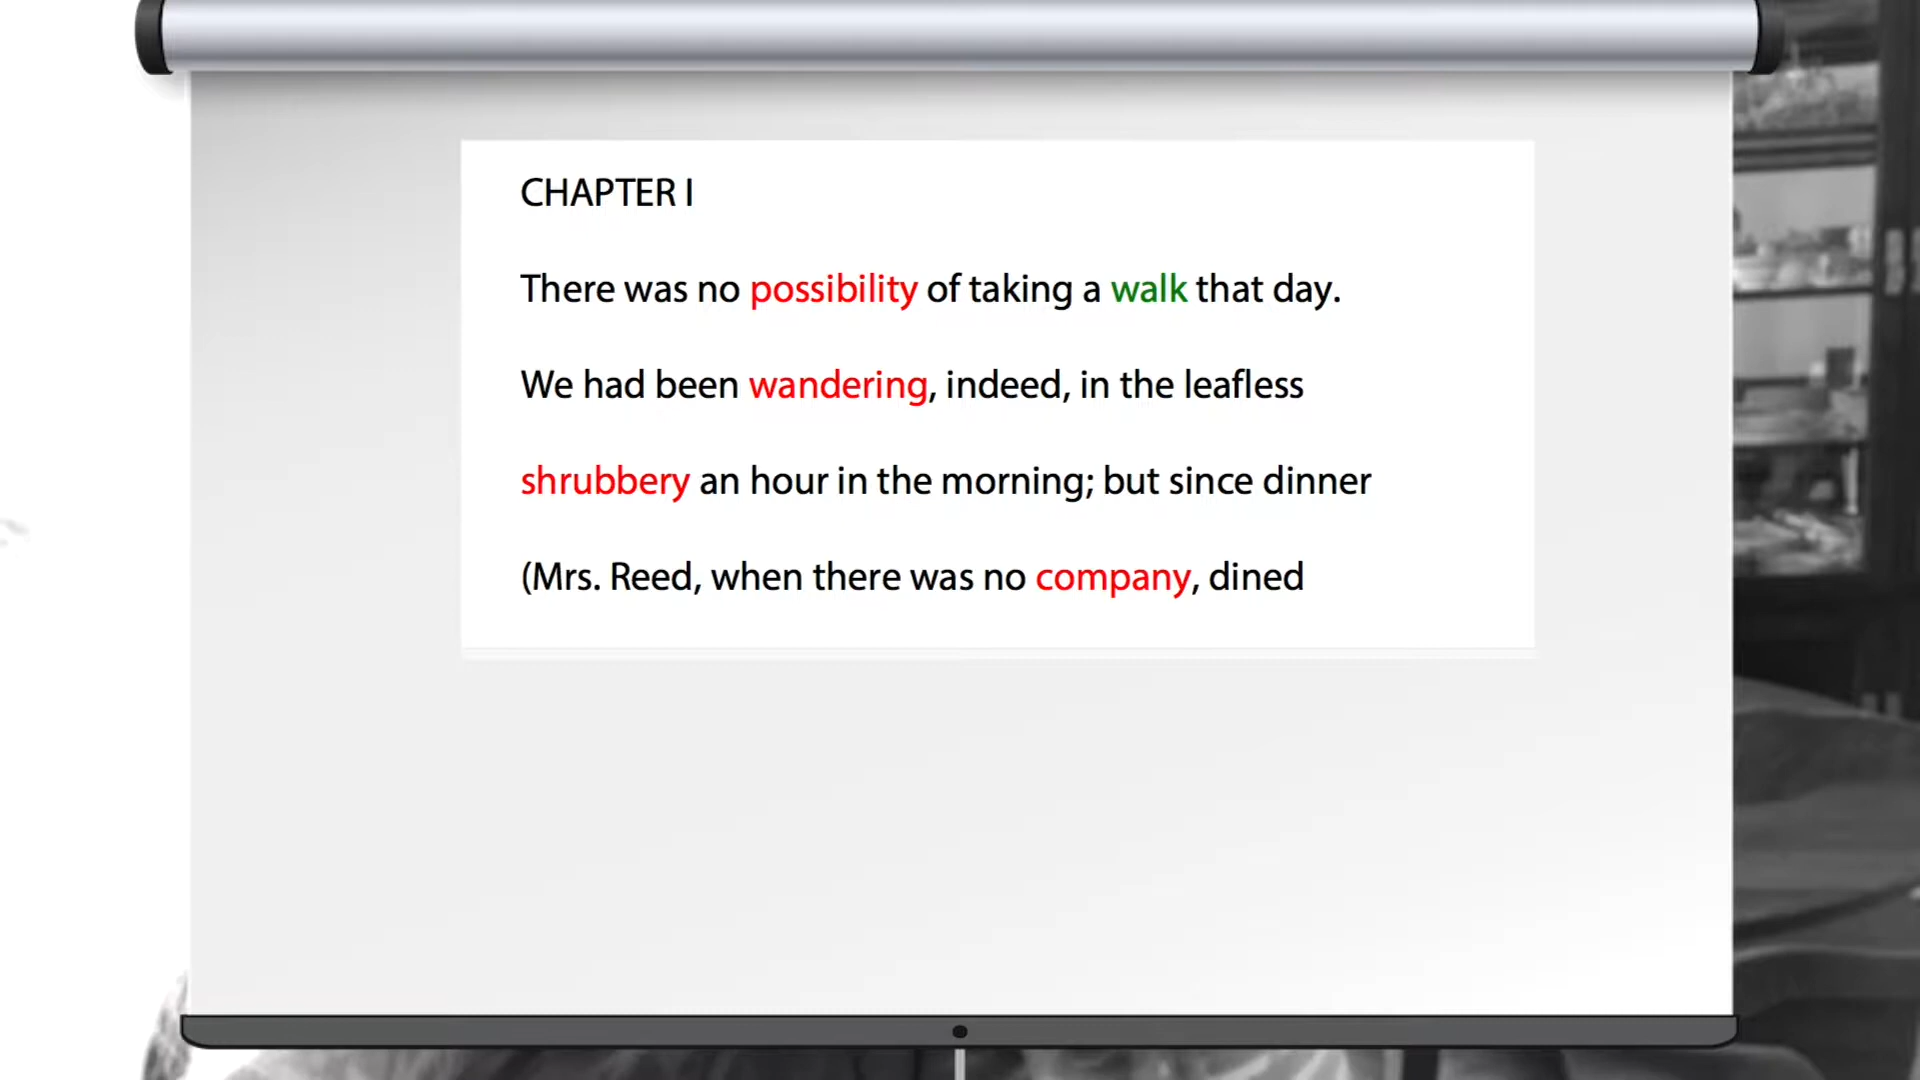 CHAPTER I
There was no possibility of taking a walk that day.
We had been wandering, indeed, in the leafless
shrubbery an hour in the morning; but since dinner
(Mrs. Reed, when there was no company, dined